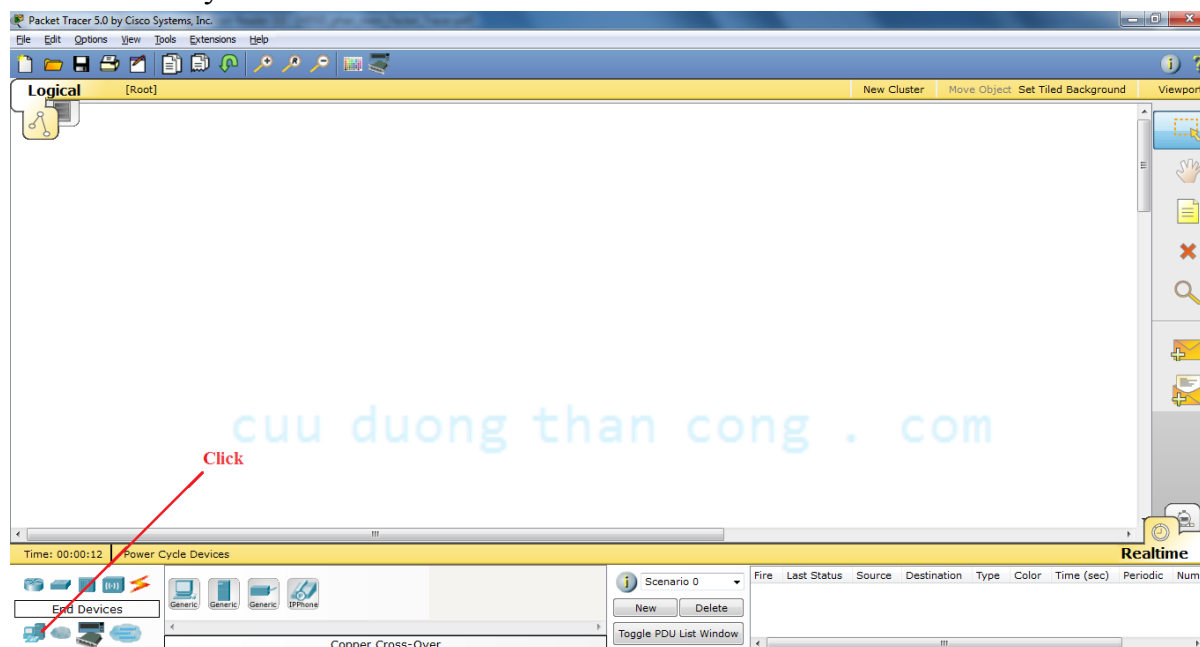 Packet Tracer 5.0 by Cisco Systems, Inc.
File Edit Options View Tools Extensions Help
Logical [Root] New Cluster Move Object Set Tiled Background Viewport
cuu duong than cong . com
Click
Time: 00:00:12 Power Cycle Devices Realtime
Scenario 0 Fire Last Status Source Destination Type Color Time (sec) Periodic Num
End Devices Generic Generic Generic IPPhone New Delete
Toggle PDU List Window
Copper Cross-Over